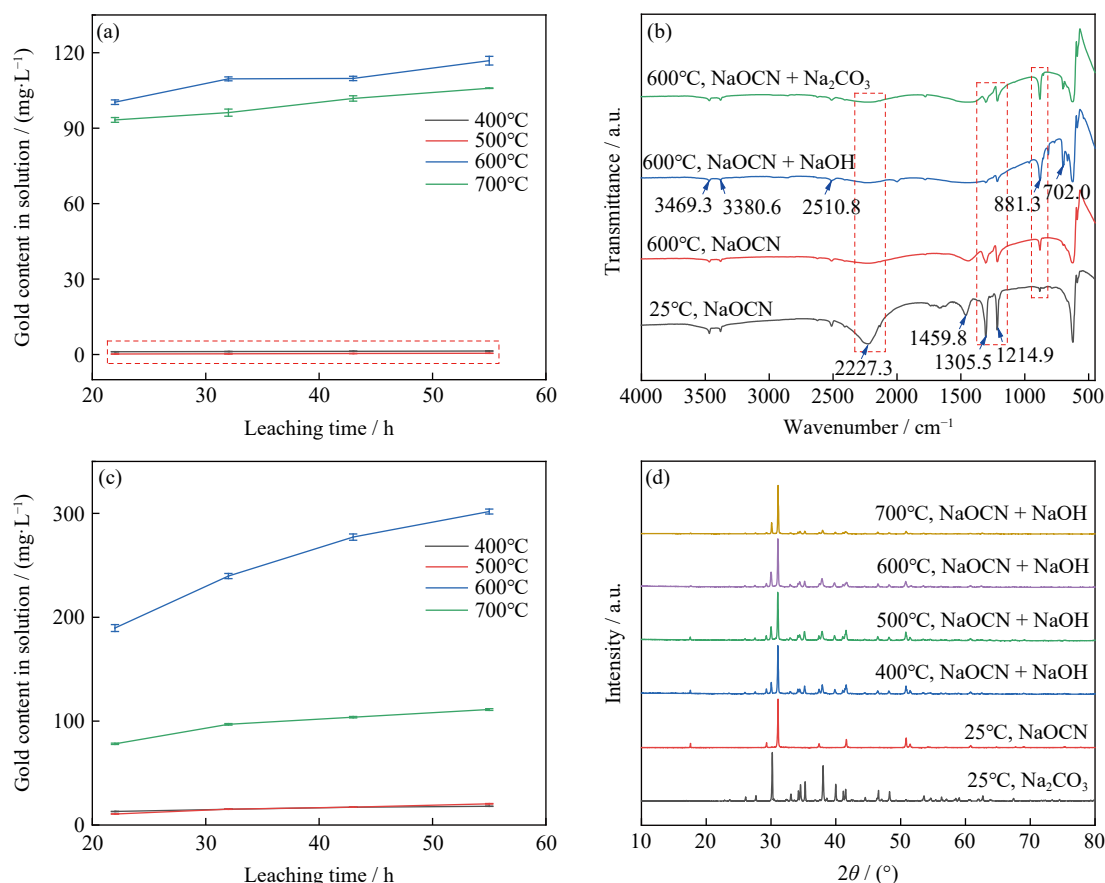 (a)
120
90
60
30
0
20
30
40
50
60
Gold content in solution / (mg·L⁻¹)
Leaching time / h
400°C
500°C
600°C
700°C
(b)
600°C, NaOCN + Na₂CO₃
600°C, NaOCN + NaOH
3469.3
3380.6
2510.8
881.3
702.0
600°C, NaOCN
25°C, NaOCN
1459.8
1305.5
1214.9
2227.3
4000
3500
3000
2500
2000
1500
1000
500
Transmittance / a.u.
Wavenumber / cm⁻¹
(c)
300
200
100
0
20
30
40
50
60
Gold content in solution / (mg·L⁻¹)
Leaching time / h
400°C
500°C
600°C
700°C
(d)
700°C, NaOCN + NaOH
600°C, NaOCN + NaOH
500°C, NaOCN + NaOH
400°C, NaOCN + NaOH
25°C, NaOCN
25°C, Na₂CO₃
10
20
30
40
50
60
70
80
Intensity / a.u.
2θ / (°)